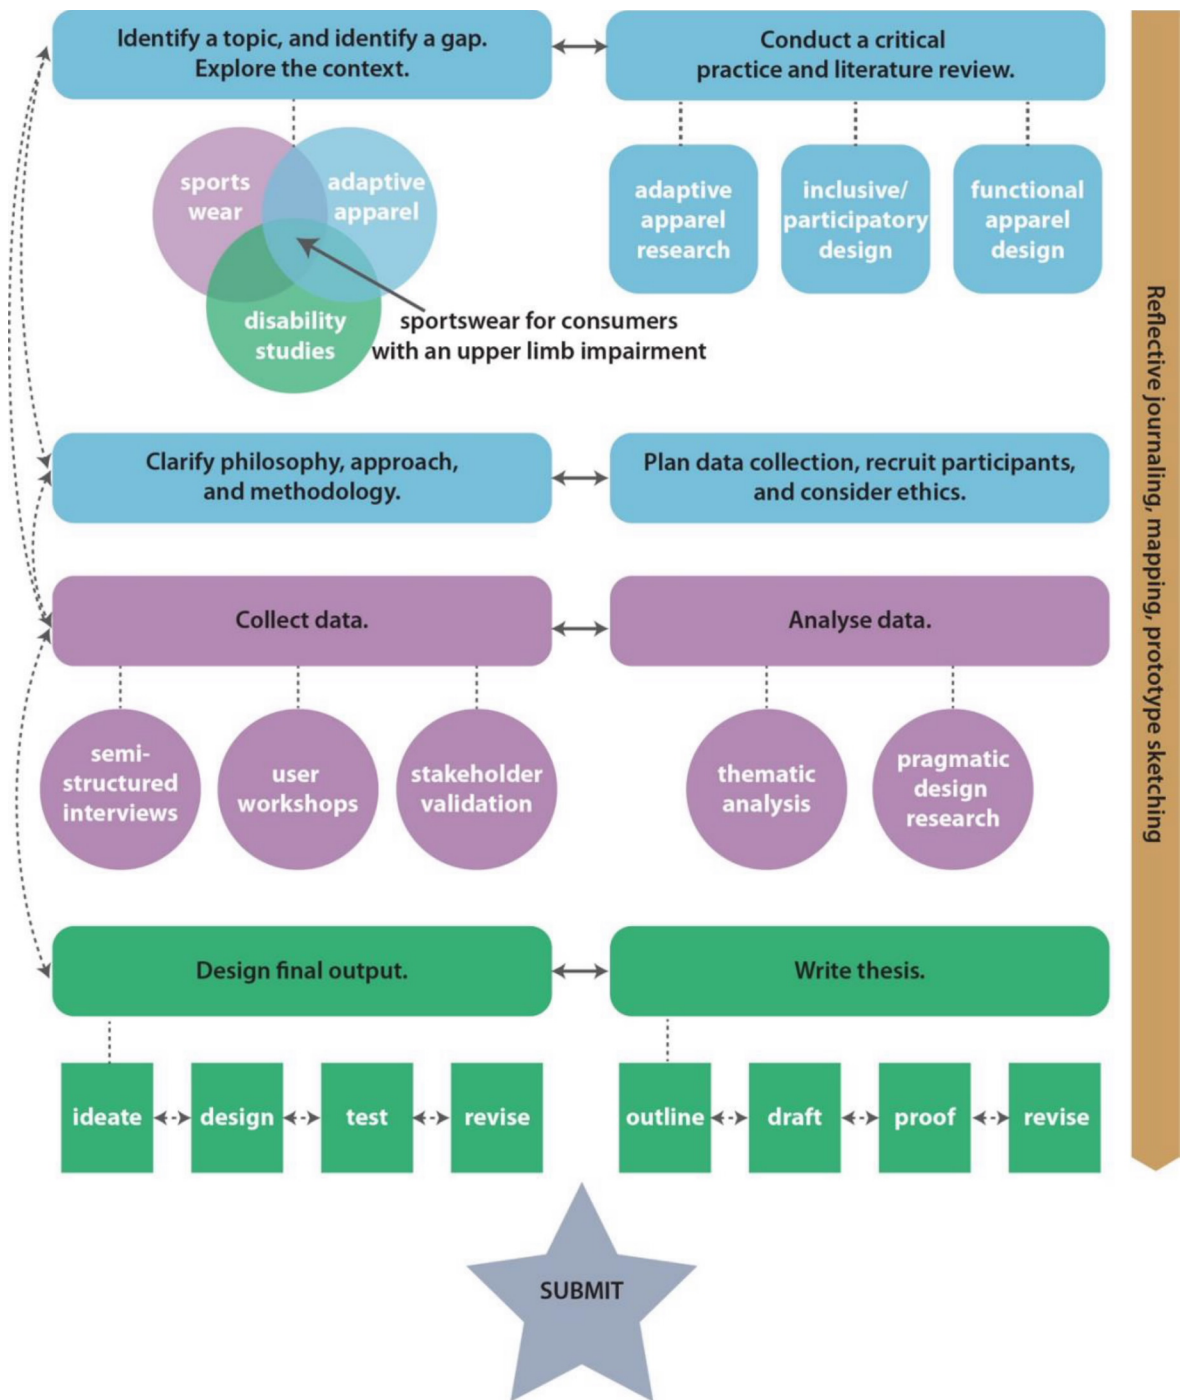 Identify a topic, and identify a gap.
Explore the context.
Conduct a critical
practice and literature review.
sports
wear
adaptive
apparel
disability
studies
sportswear for consumers
with an upper limb impairment
adaptive
apparel
research
inclusive/
participatory
design
functional
apparel
design
Clarify philosophy, approach,
and methodology.
Plan data collection, recruit participants,
and consider ethics.
Collect data.
Analyse data.
semi-
structured
interviews
user
workshops
stakeholder
validation
thematic
analysis
pragmatic
design
research
Design final output.
Write thesis.
ideate
design
test
revise
outline
draft
proof
revise
SUBMIT
Reflective journaling, mapping, prototype sketching